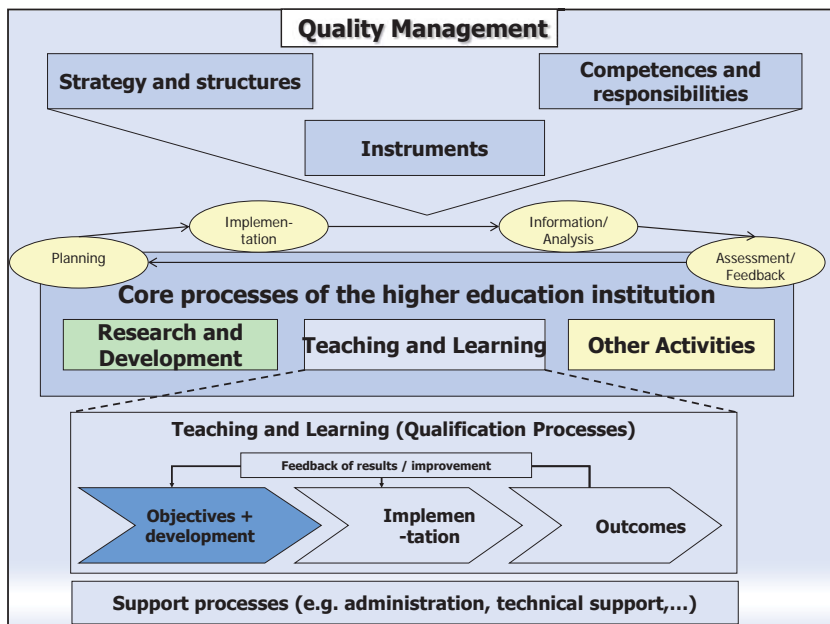 Quality Management
Strategy and structures
Competences and
responsibilities
Instruments
Implemen-
tation
Information/
Analysis
Planning
Assessment/
Feedback
Core processes of the higher education institution
Research and
Development
Teaching and Learning
Other Activities
Teaching and Learning (Qualification Processes)
Feedback of results / improvement
Objectives +
development
Implemen
-tation
Outcomes
Support processes (e.g. administration, technical support,...)